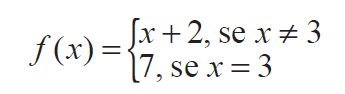 f(x) = {x + 2, se x ≠ 3
7, se x = 3